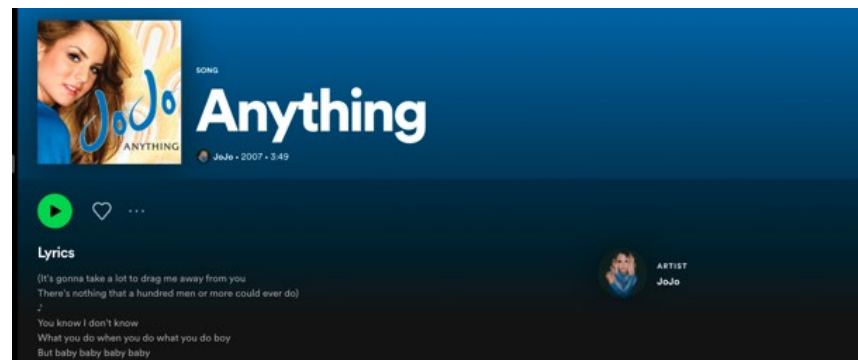 JoJo
ANYTHING
SONG
Anything
JoJo • 2007 • 3:49
Lyrics
(It's gonna take a lot to drag me away from you
There's nothing that a hundred men or more could ever do)
♪
You know I don't know
What you do when you do what you do boy
But baby baby baby baby
ARTIST
JoJo